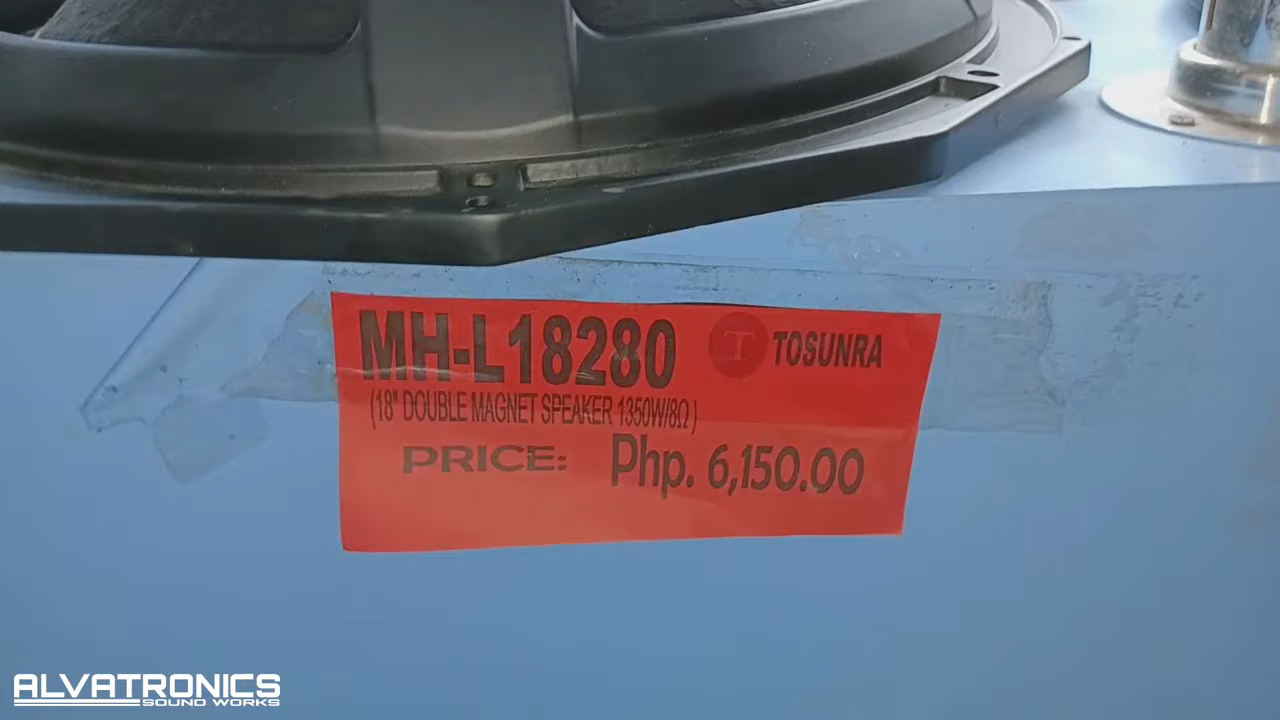 MH-L18280 T TOSUNRA
(18" DOUBLE MAGNET SPEAKER 1350W/8Ω)
PRICE: Php. 6,150.00
ALVATRONICS
SOUND WORKS